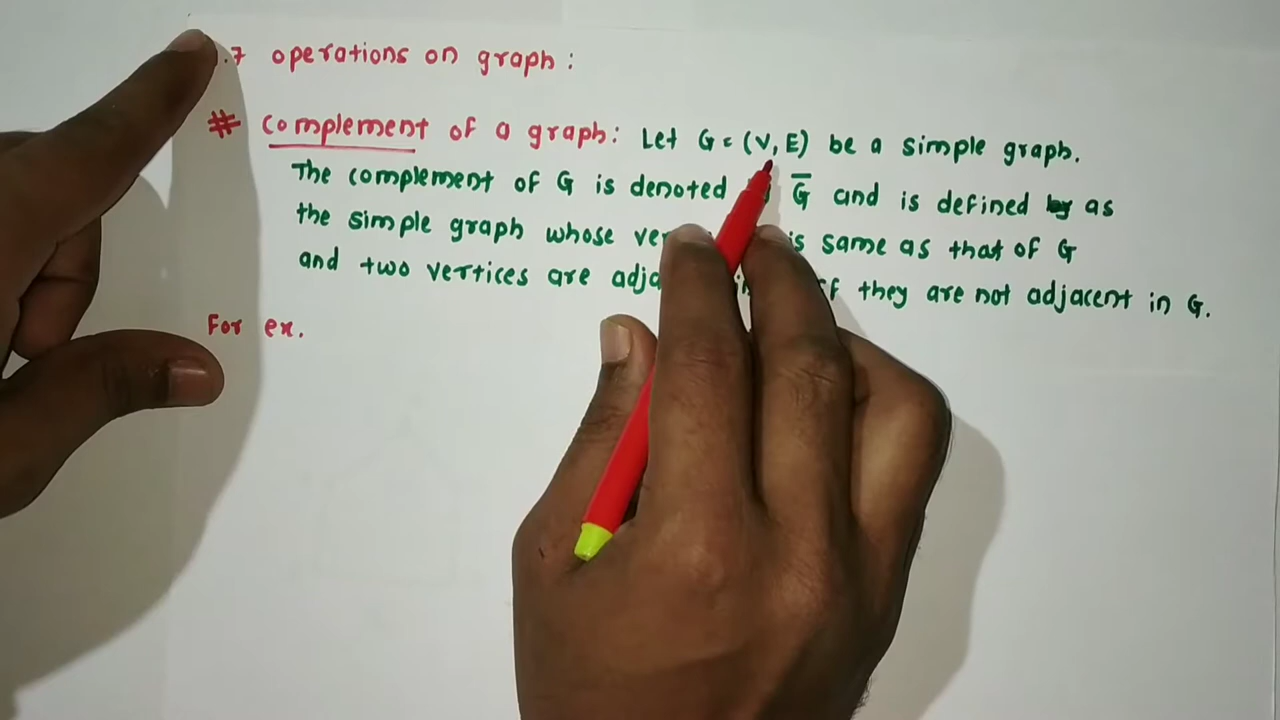 .7 operations on graph :
# Complement of a graph: Let G = (V, E) be a simple graph.
The complement of G is denoted G̅ and is defined as
the simple graph whose is same as that of G
and two vertices are they are not adjacent in G.
For ex.